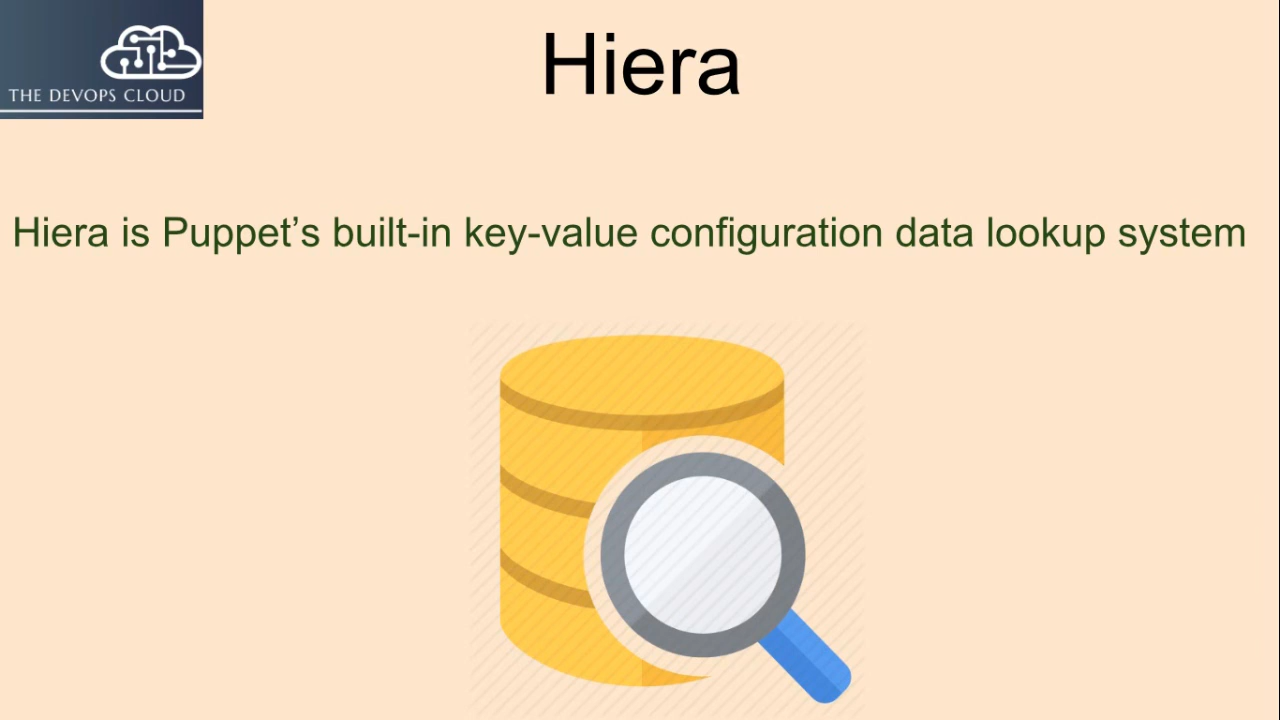 THE DEVOPS CLOUD
Hiera
Hiera is Puppet’s built-in key-value configuration data lookup system